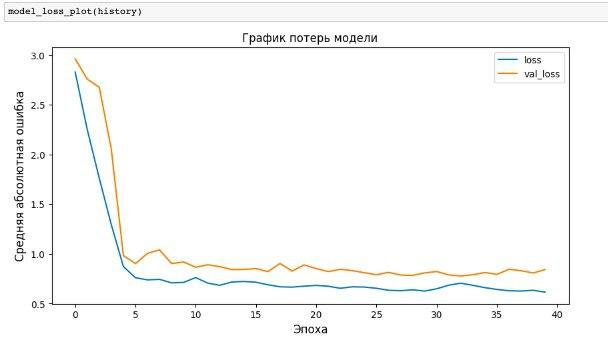 model_loss_plot(history)
График потерь модели
loss
val_loss
Средняя абсолютная ошибка
3.0
2.5
2.0
1.5
1.0
0.5
0 5 10 15 20 25 30 35 40
Эпоха